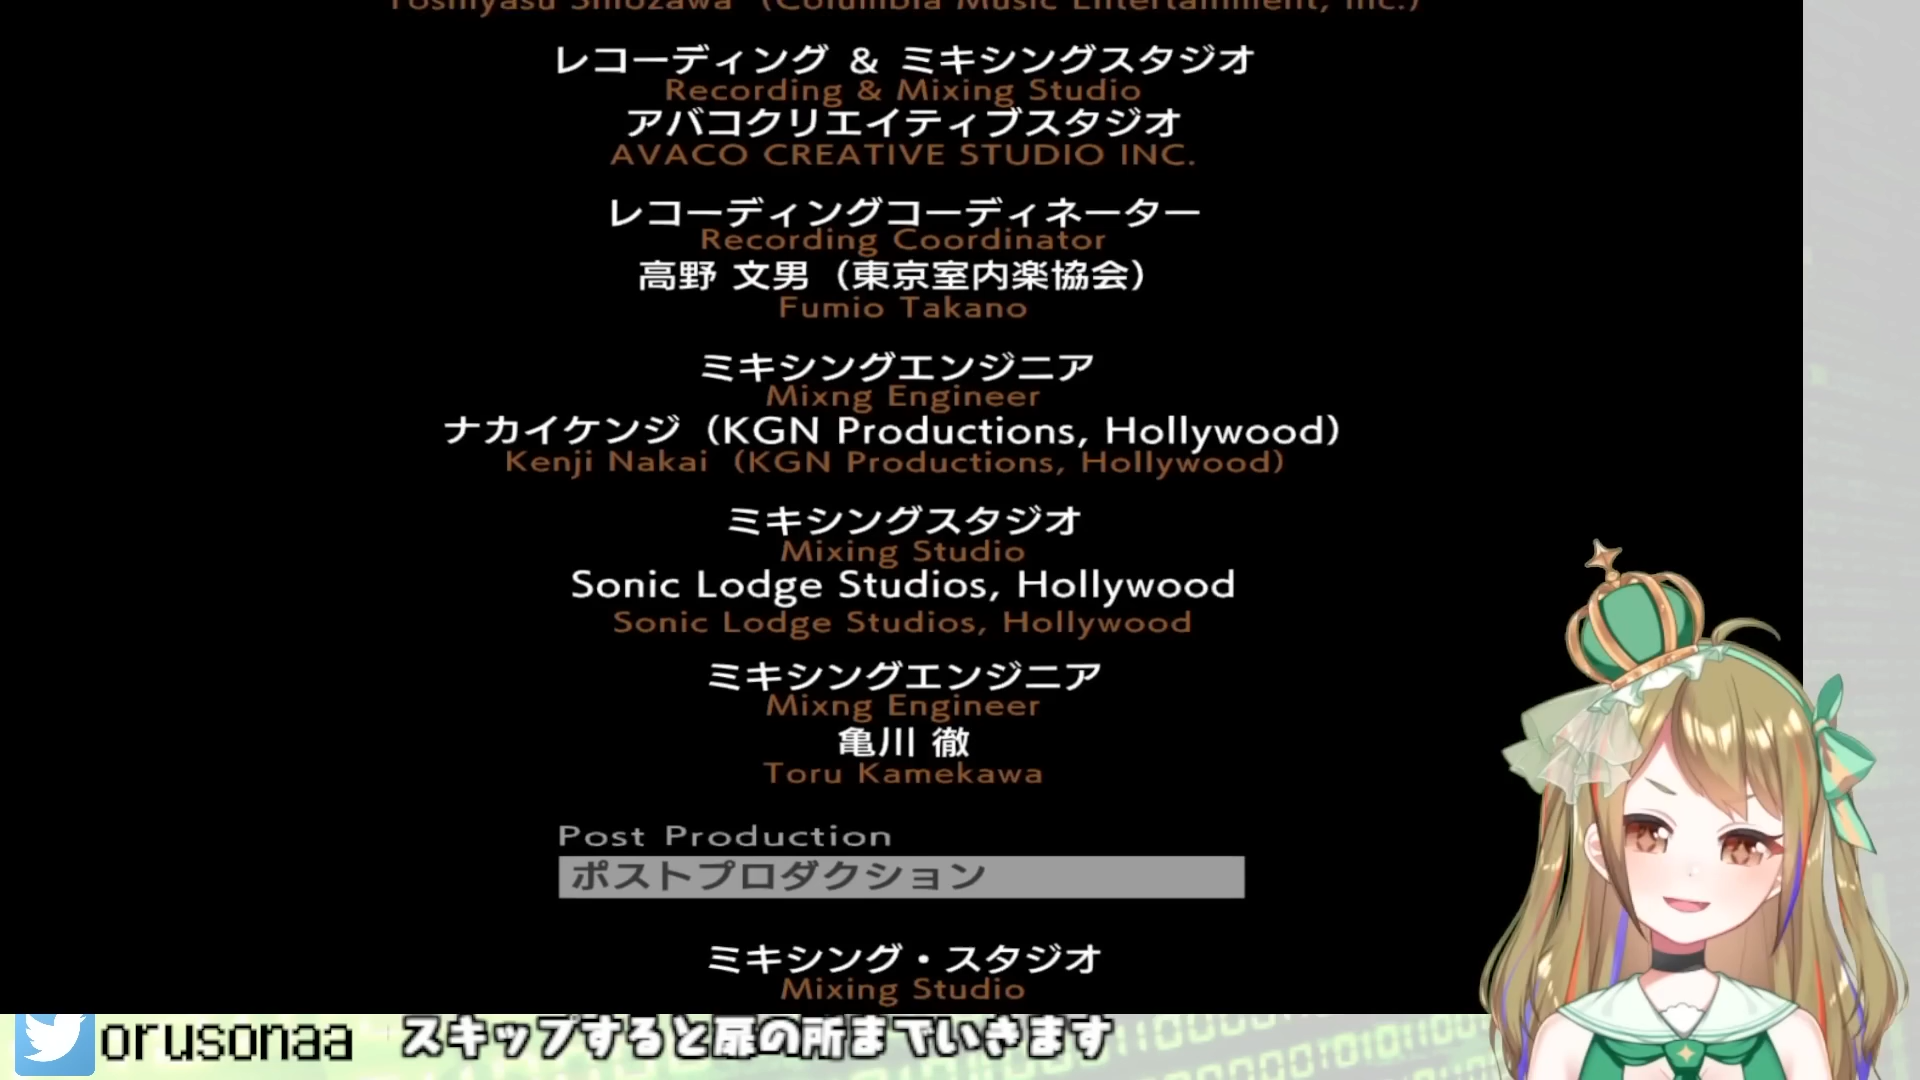 Toshiyasu Shiozawa (Columbia Music Entertainment, Inc.)
レコーディング & ミキシングスタジオ
Recording & Mixing Studio
アバコクリエイティブスタジオ
AVACO CREATIVE STUDIO INC.
レコーディングコーディネーター
Recording Coordinator
高野 文男（東京室内楽協会）
Fumio Takano
ミキシングエンジニア
Mixng Engineer
ナカイケンジ（KGN Productions, Hollywood）
Kenji Nakai（KGN Productions, Hollywood）
ミキシングスタジオ
Mixing Studio
Sonic Lodge Studios, Hollywood
Sonic Lodge Studios, Hollywood
ミキシングエンジニア
Mixng Engineer
亀川 徹
Toru Kamekawa
Post Production
ポストプロダクション
ミキシング・スタジオ
Mixing Studio
orusonaa スキップすると扉の所までいきます